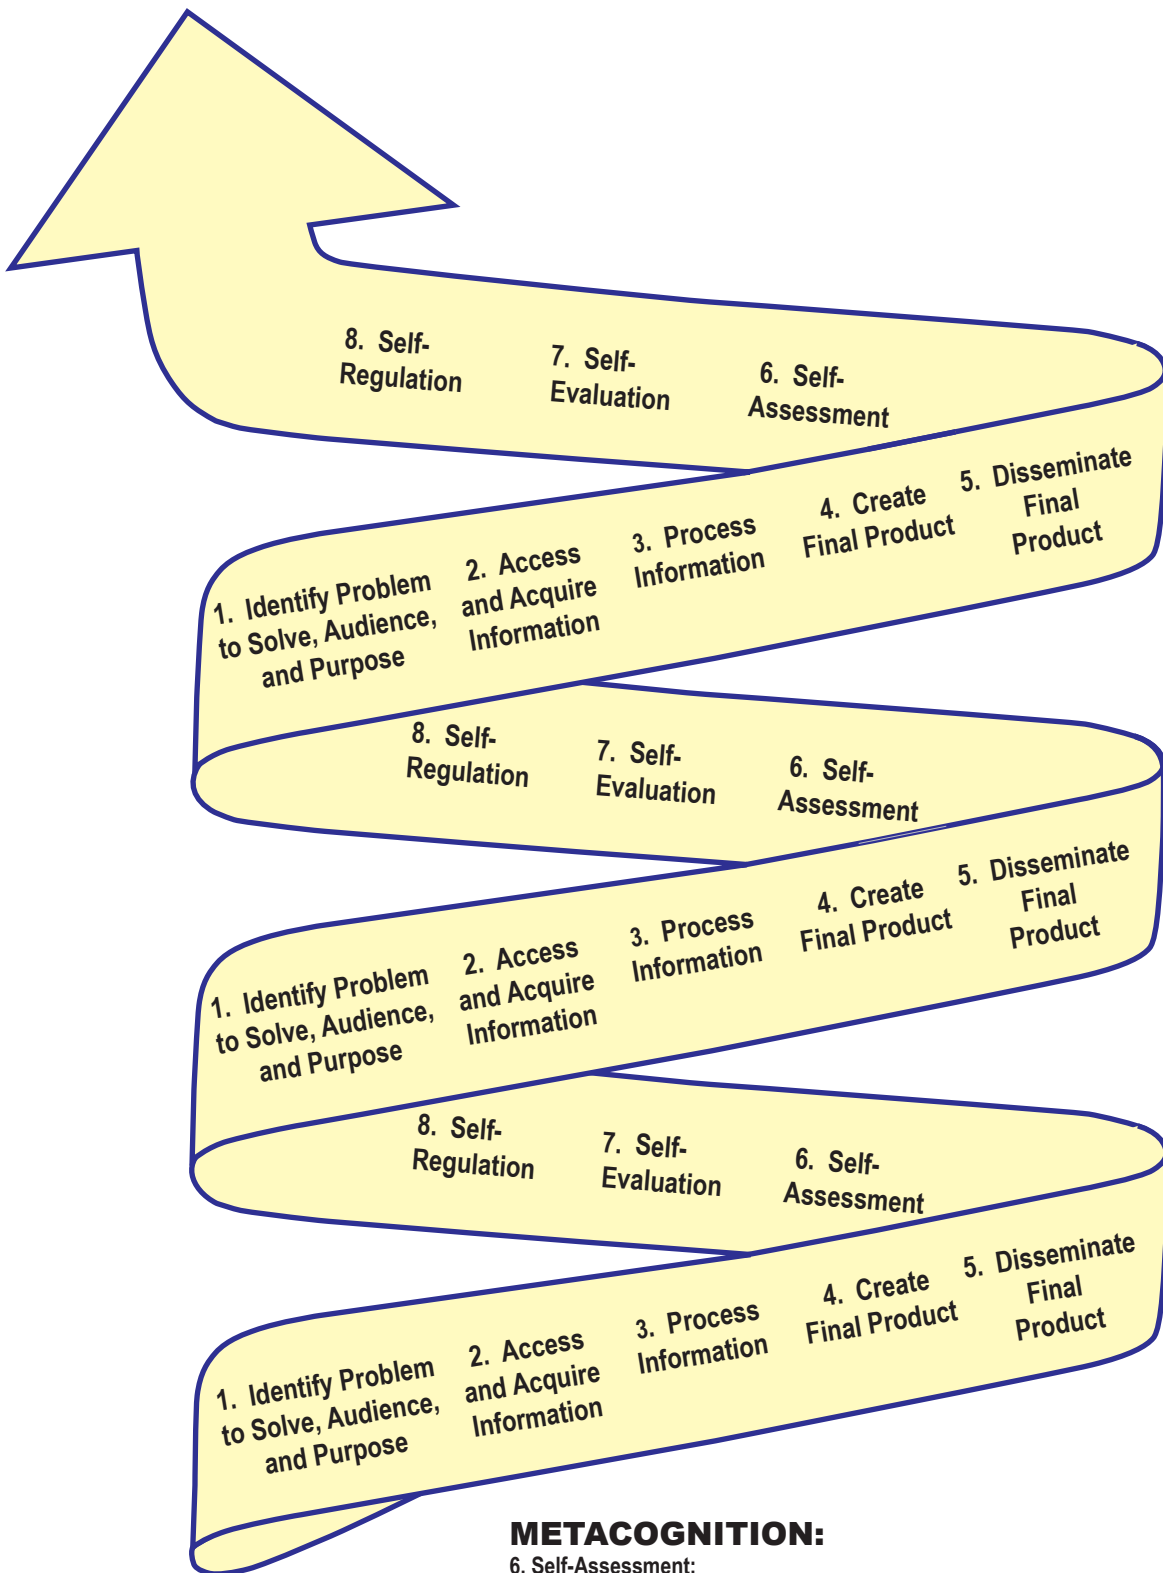 8. Self-
Regulation
7. Self-
Evaluation
6. Self-
Assessment
1. Identify Problem
to Solve, Audience,
and Purpose
2. Access
and Acquire
Information
3. Process
Information
4. Create
Final Product
5. Disseminate
Final
Product
8. Self-
Regulation
7. Self-
Evaluation
6. Self-
Assessment
1. Identify Problem
to Solve, Audience,
and Purpose
2. Access
and Acquire
Information
3. Process
Information
4. Create
Final Product
5. Disseminate
Final
Product
8. Self-
Regulation
7. Self-
Evaluation
6. Self-
Assessment
1. Identify Problem
to Solve, Audience,
and Purpose
2. Access
and Acquire
Information
3. Process
Information
4. Create
Final Product
5. Disseminate
Final
Product
METACOGNITION:
6. Self-Assessment: